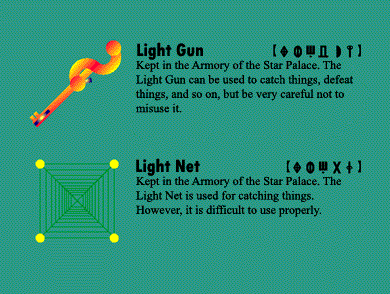 Light Gun
Kept in the Armory of the Star Palace. The
Light Gun can be used to catch things, defeat
things, and so on, but be very careful not to
misuse it.
Light Net
Kept in the Armory of the Star Palace. The
Light Net is used for catching things.
However, it is difficult to use properly.